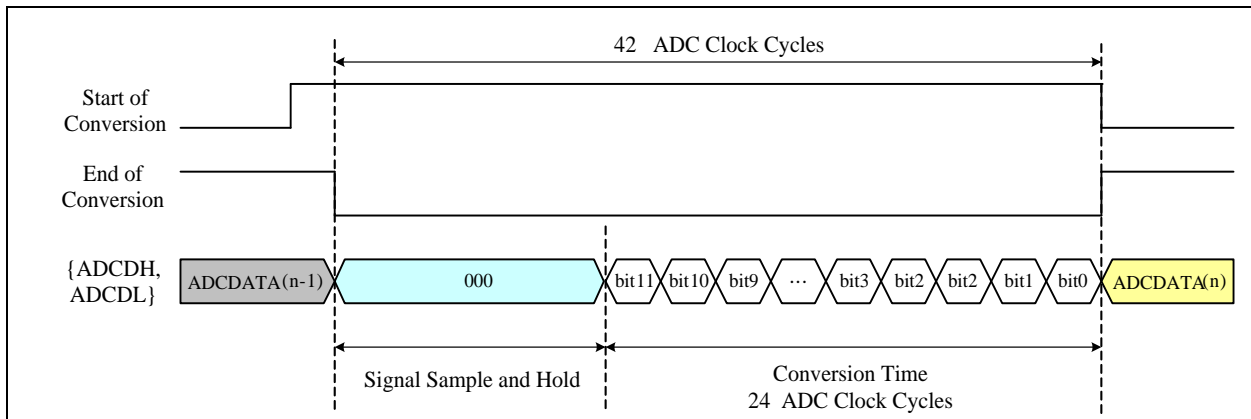 42 ADC Clock Cycles
Start of
Conversion
End of
Conversion
{ADCDH,
ADCDL}
ADCDATA(n-1)
000
bit11
bit10
bit9
...
bit3
bit2
bit2
bit1
bit0
ADCDATA(n)
Signal Sample and Hold
Conversion Time
24 ADC Clock Cycles